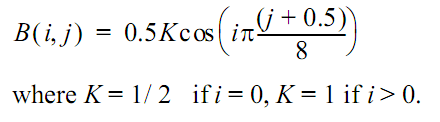 B(i, j) = 0.5K cos(iπ (j + 0.5) / 8)
where K = 1/2 if i = 0, K = 1 if i > 0.